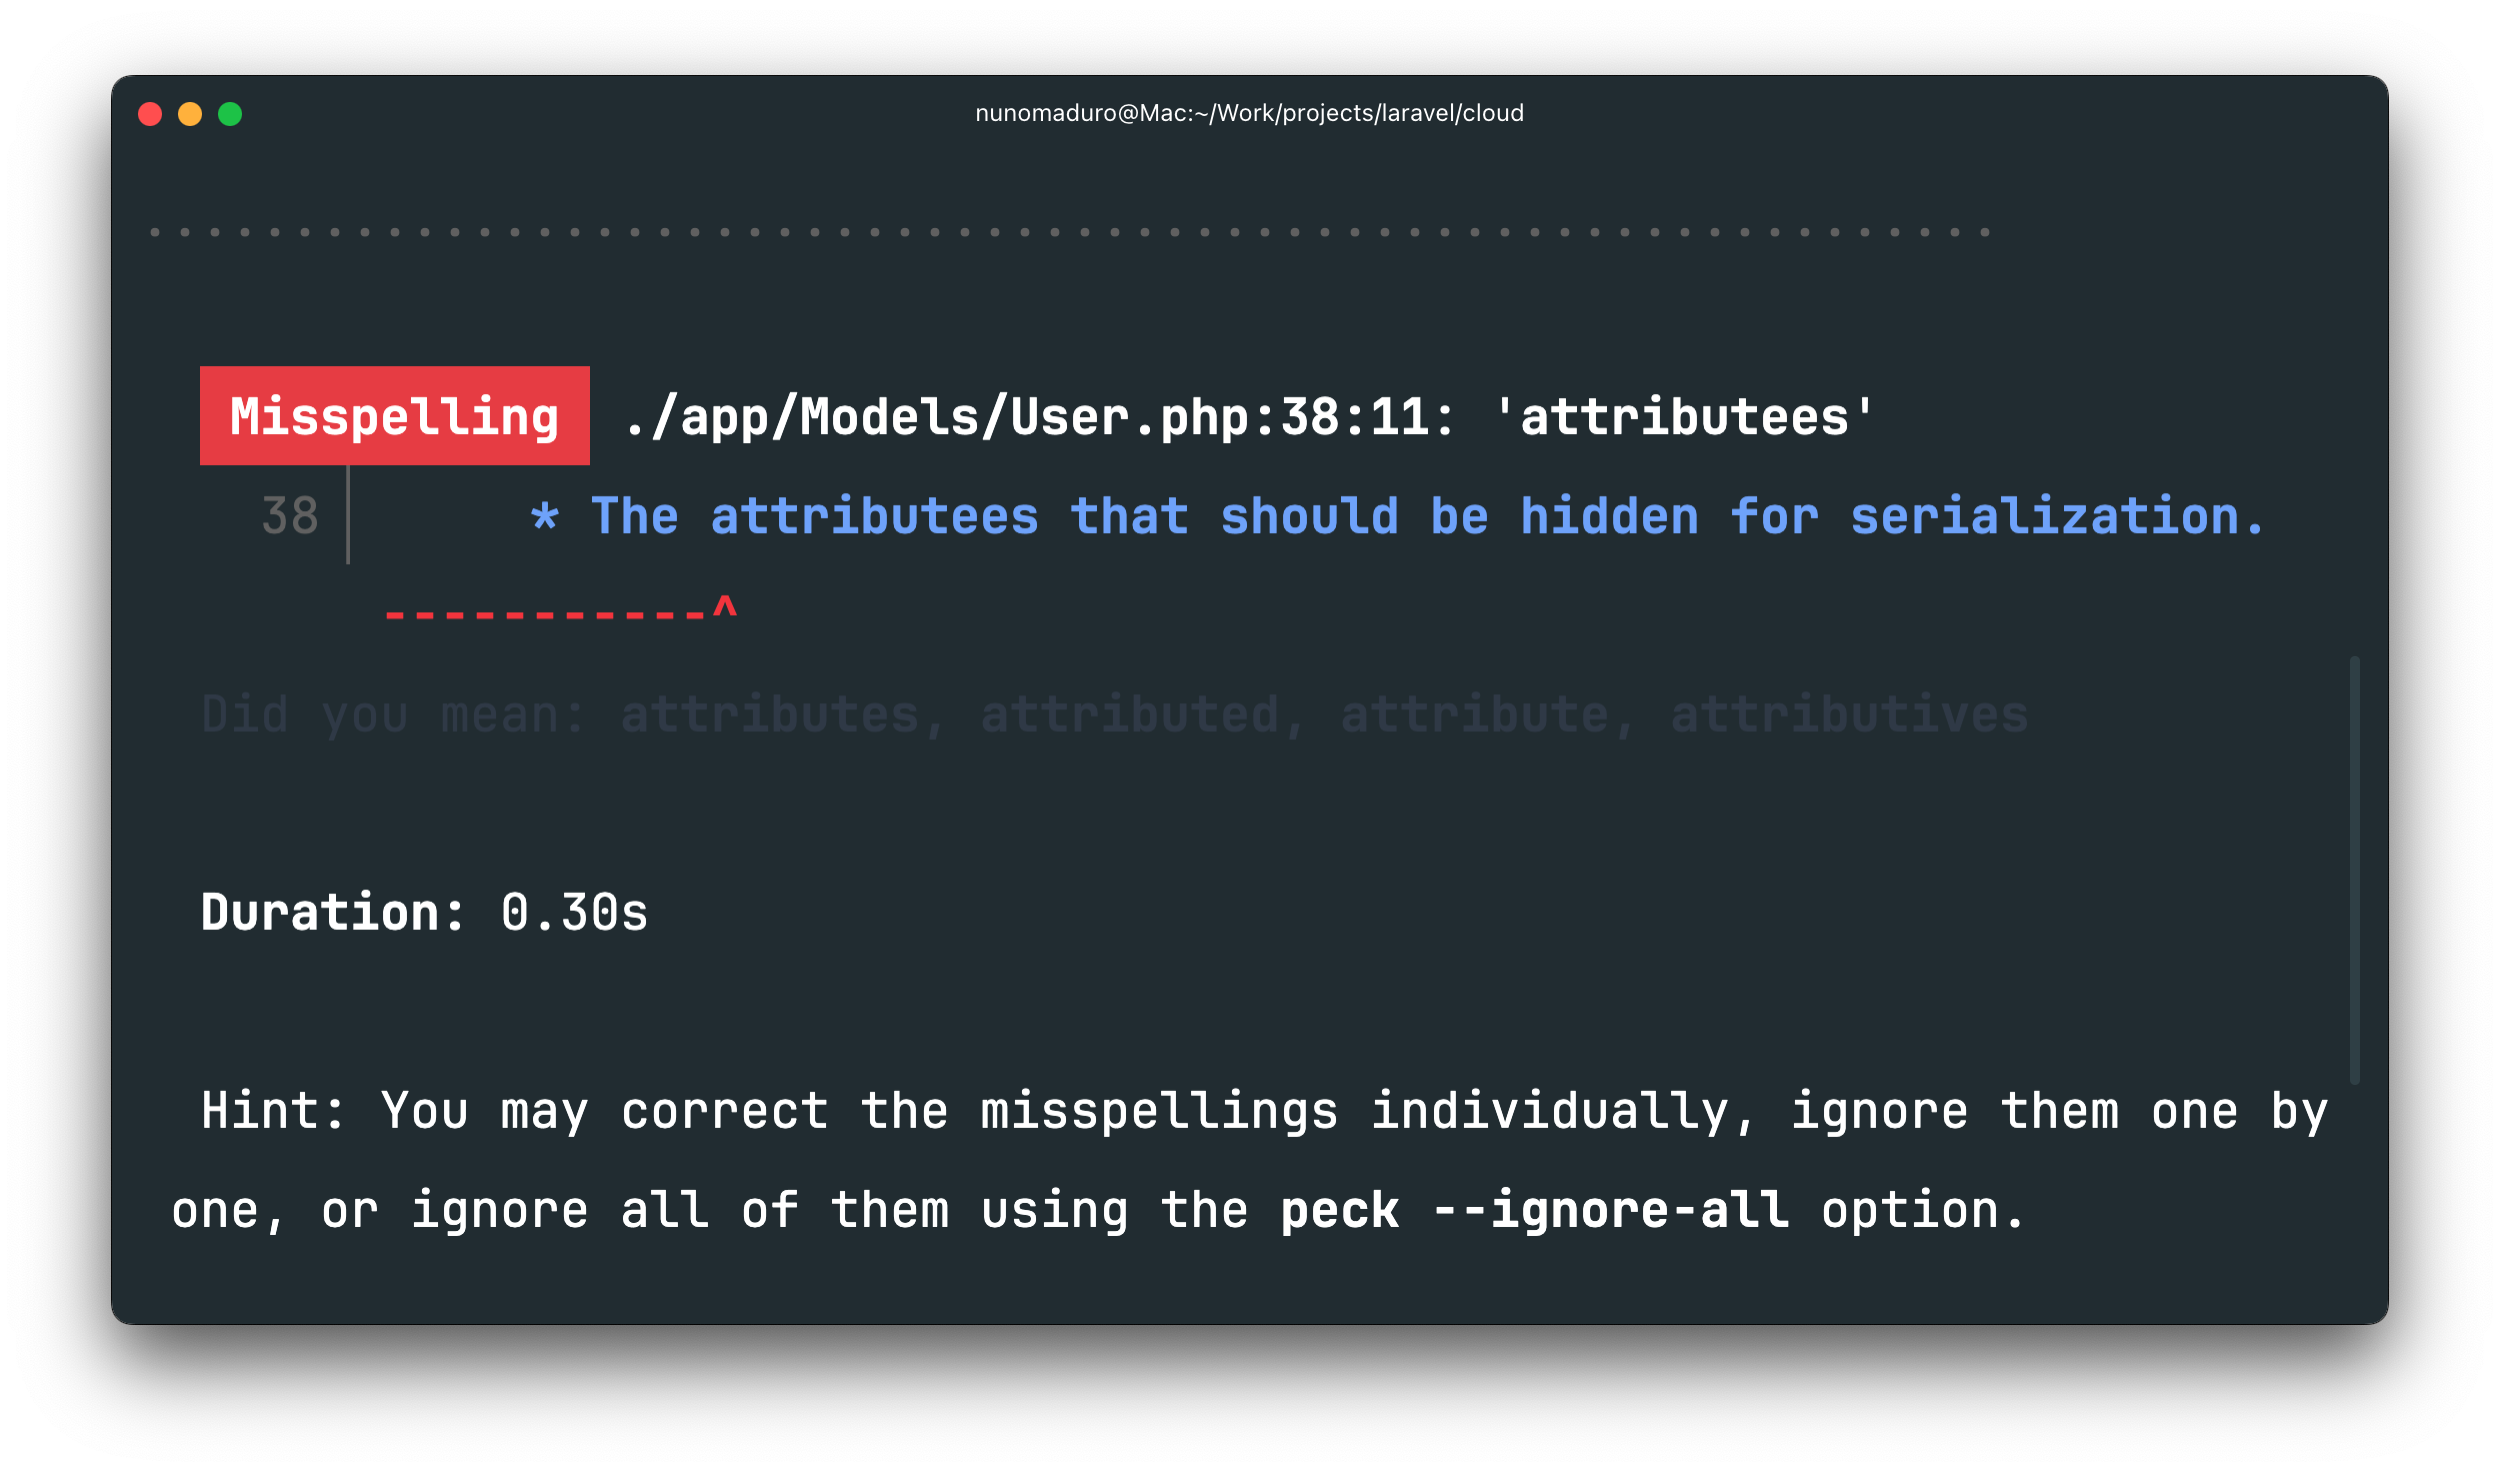 nunomaduro@Mac:~/Work/projects/laravel/cloud
..............................................................
Misspelling ./app/Models/User.php:38:11: 'attributees'
38 * The attributees that should be hidden for serialization.
-----------^
Did you mean: attributes, attributed, attribute, attributives
Duration: 0.30s
Hint: You may correct the misspellings individually, ignore them one by
one, or ignore all of them using the peck --ignore-all option.